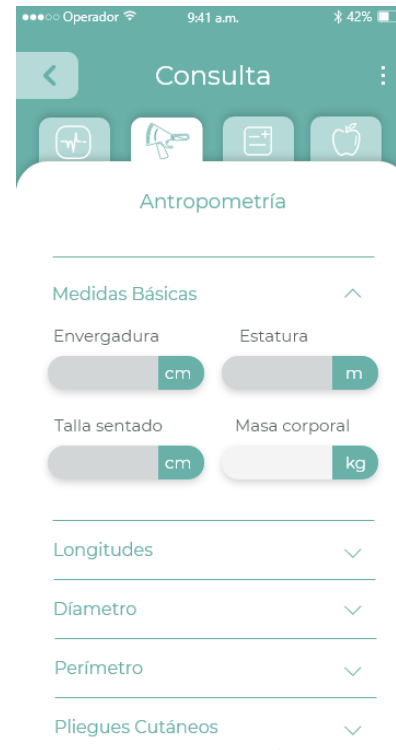 Operador 9:41 a.m. 42%
Consulta
Antropometría
Medidas Básicas
Envergadura Estatura
cm m
Talla sentado Masa corporal
cm kg
Longitudes
Díametro
Perímetro
Pliegues Cutáneos